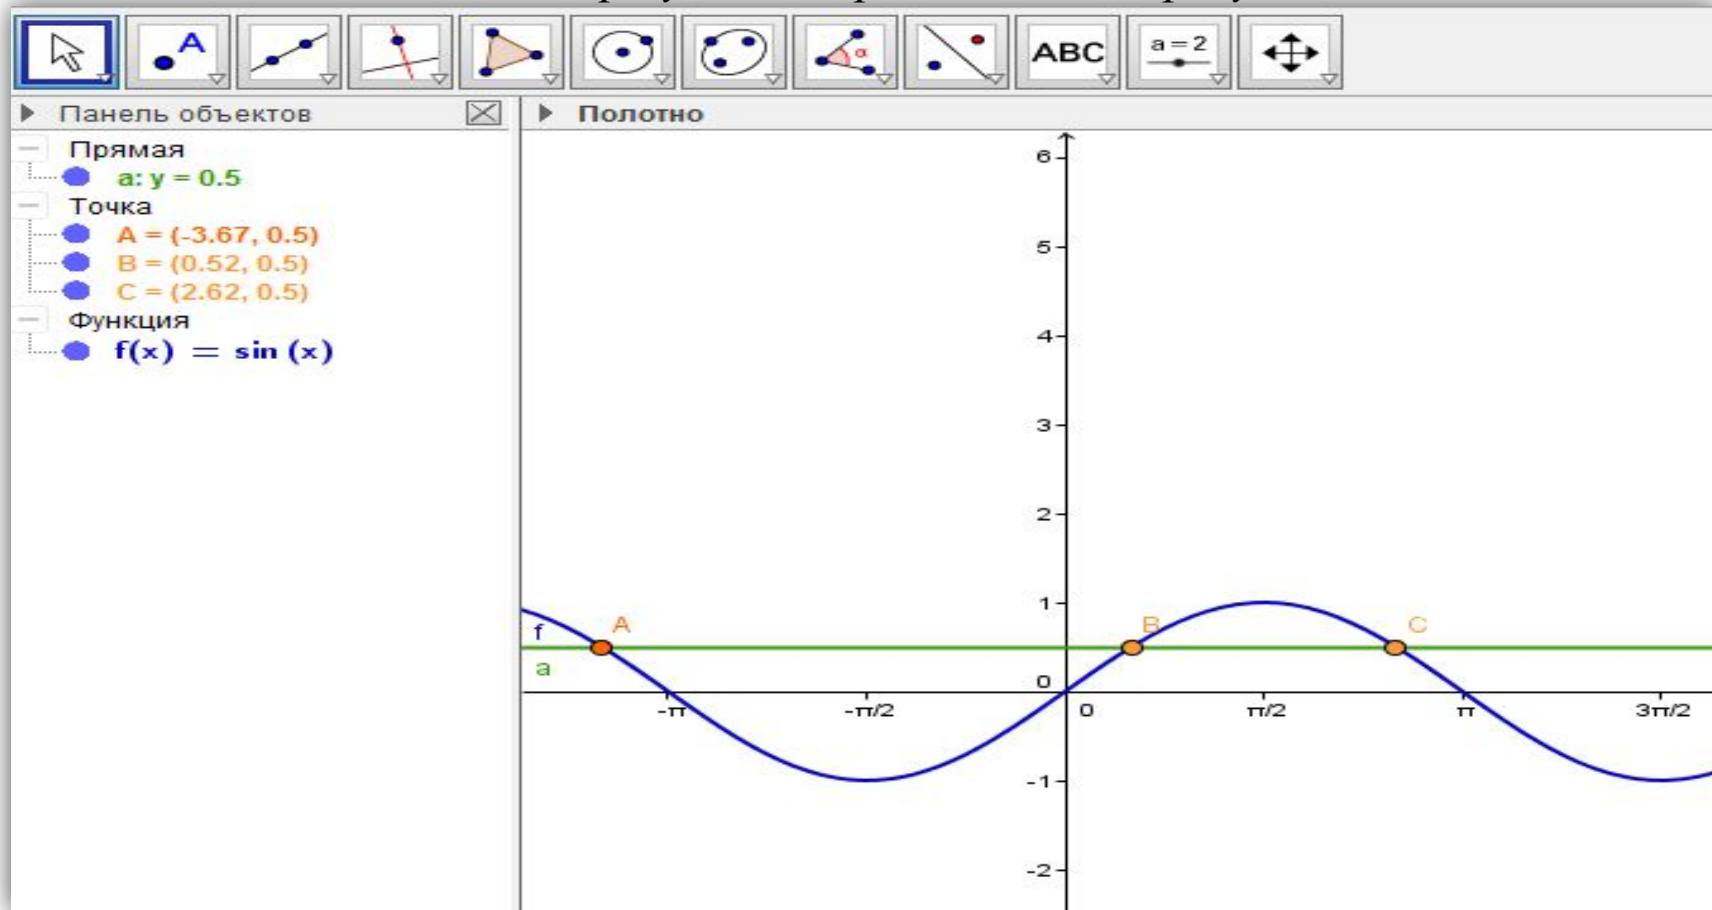 A
α
ABC
a = 2
Панель объектов
Полотно
Прямая
a: y = 0.5
Точка
A = (-3.67, 0.5)
B = (0.52, 0.5)
C = (2.62, 0.5)
Функция
f(x) = sin (x)
6
5
4
3
2
1
0
-1
-2
f
a
A
B
C
-π
-π/2
0
π/2
π
3π/2